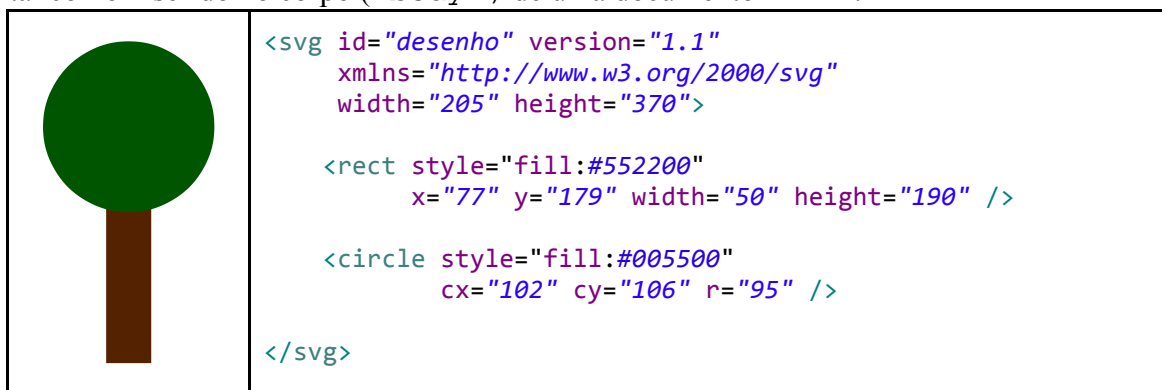 <svg id="desenho" version="1.1"
xmlns="http://www.w3.org/2000/svg"
width="205" height="370">
<rect style="fill:#552200"
x="77" y="179" width="50" height="190" />
<circle style="fill:#005500"
cx="102" cy="106" r="95" />
</svg>